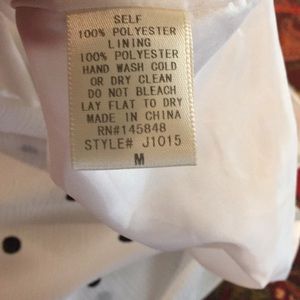 SELF
100% POLYESTER
LINING
100% POLYESTER
HAND WASH COLD
OR DRY CLEAN
DO NOT BLEACH
LAY FLAT TO DRY
MADE IN CHINA
RN#145848
STYLE# J1015
M